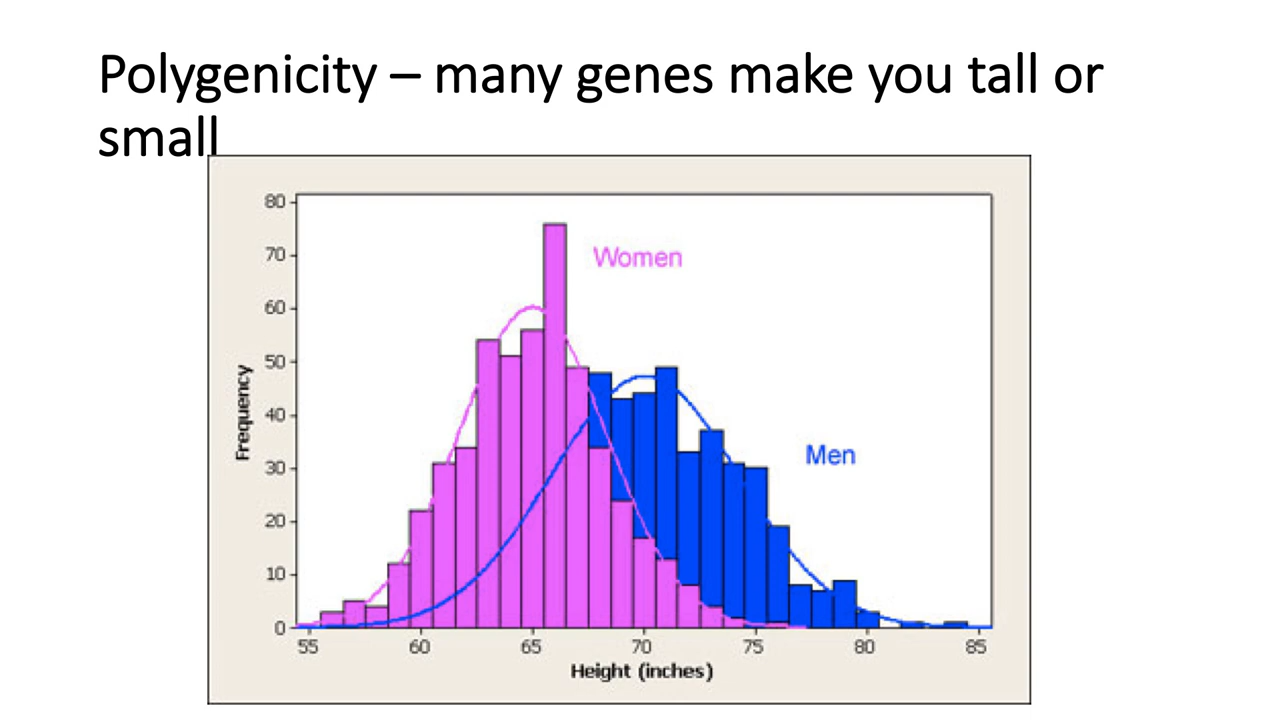 Polygenicity – many genes make you tall or
small
80
70
60
50
40
30
20
10
0
Women
Men
Frequency
55 60 65 70 75 80 85
Height (inches)